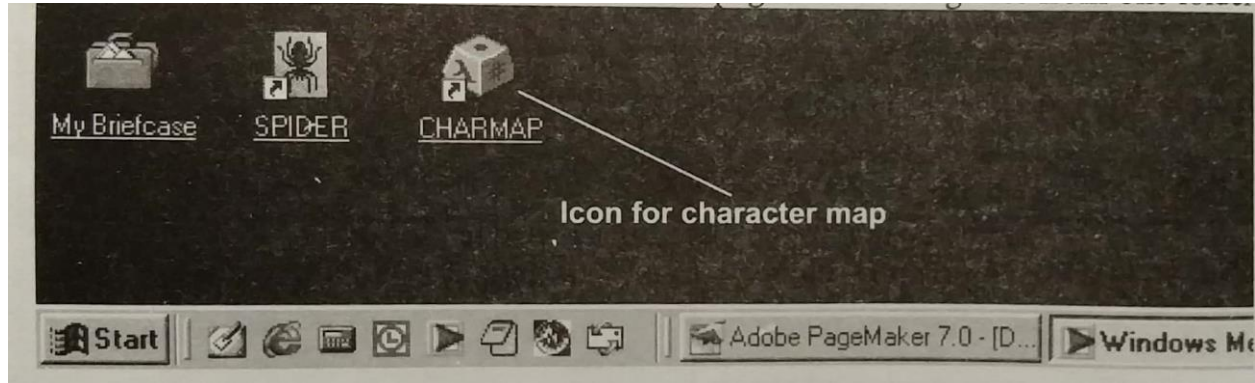 My Briefcase SPIDER CHARMAP
Icon for character map
Start Adobe PageMaker 7.0 - [D... Windows Me